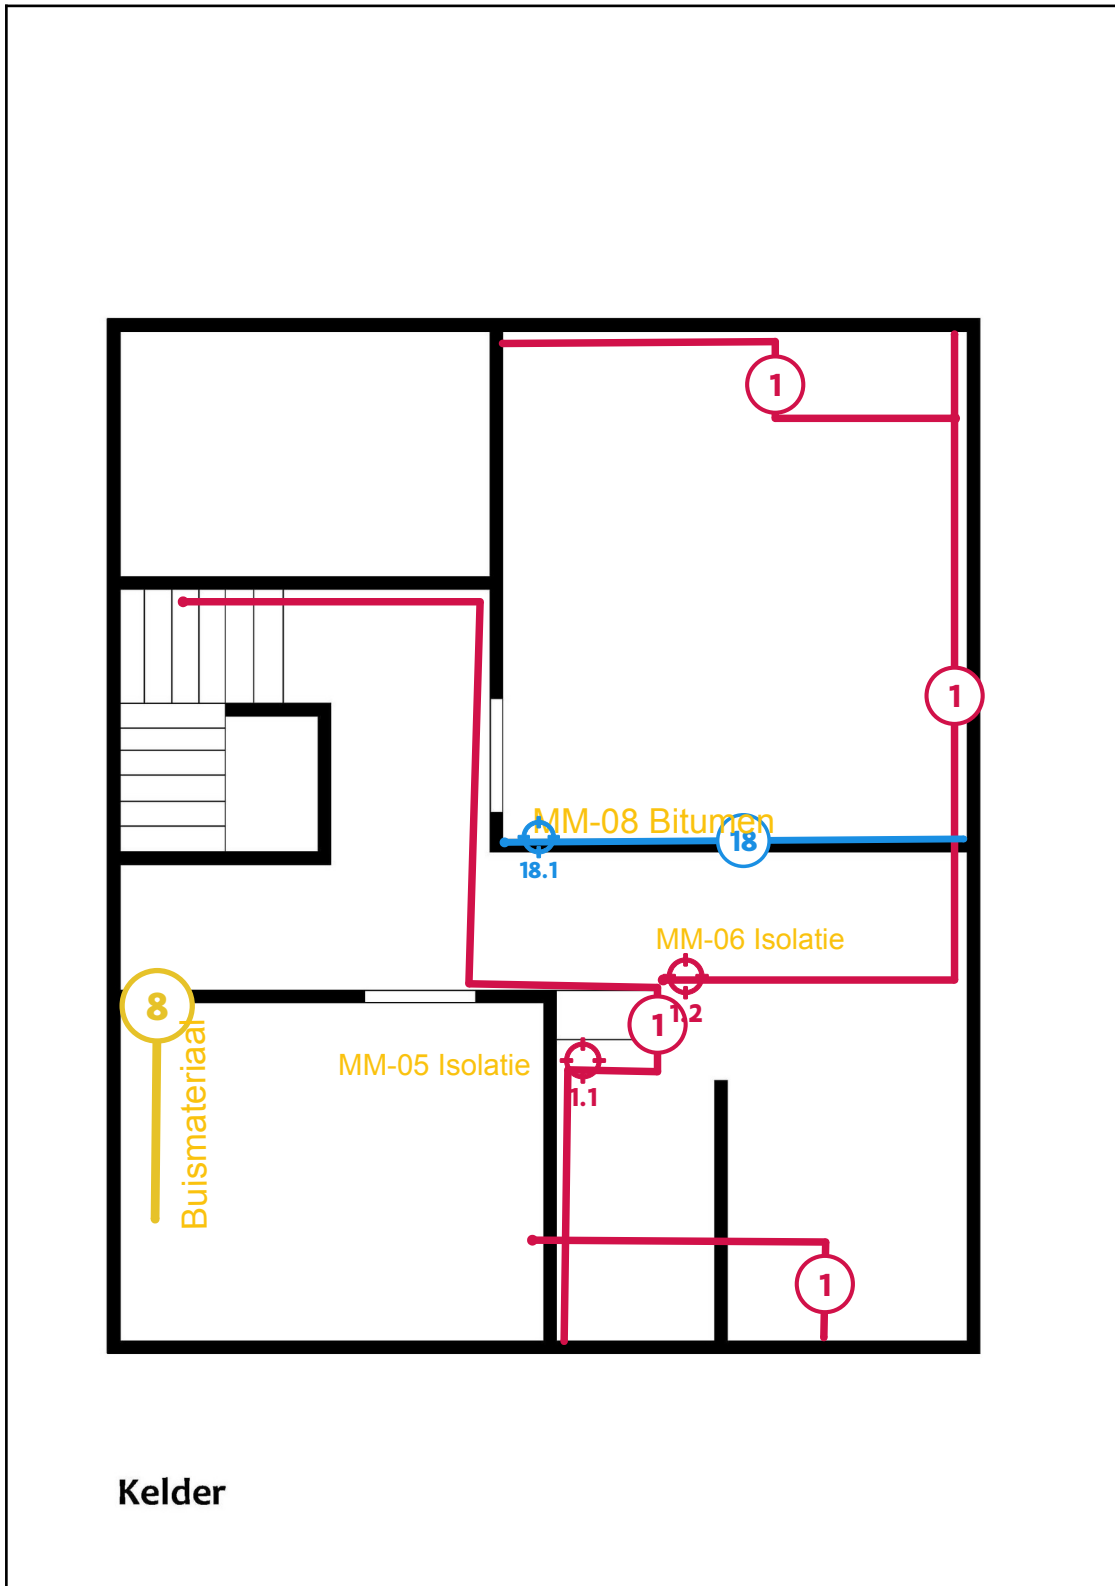 1
1
MM-08 Bitumen
18
18.1
MM-06 Isolatie
8
1
1.2
Buismateriaal
MM-05 Isolatie
1.1
1
Kelder